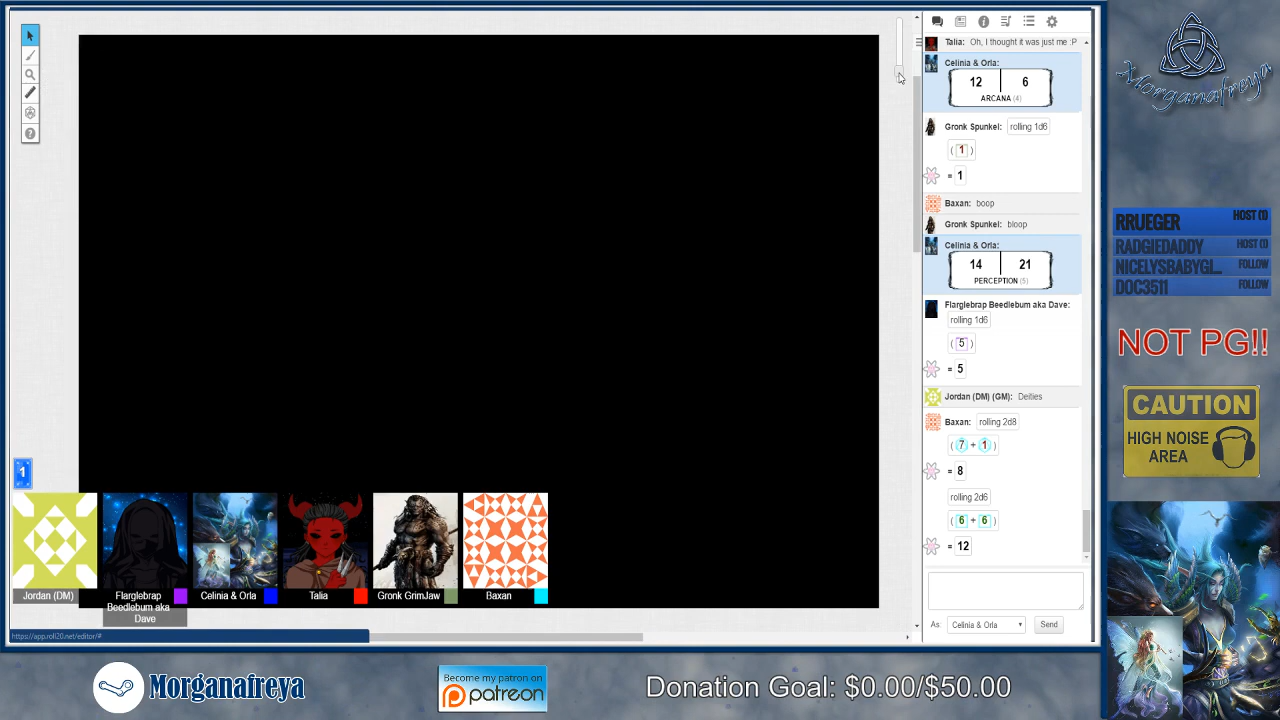 Talia: Oh, I thought it was just me :P
Celinia & Orla:
12 6
ARCANA (4)
Gronk Spunkel: rolling 1d6
( 1 )
= 1
Baxan: boop
Gronk Spunkel: bloop
Celinia & Orla:
14 21
PERCEPTION (5)
Flarglebrap Beedlebum aka Dave:
rolling 1d6
( 5 )
= 5
Jordan (DM) (GM): Deities
Baxan: rolling 2d8
( 7 + 1 )
= 8
rolling 2d6
( 6 + 6 )
= 12
As: Celinia & Orla Send
1
Jordan (DM)
Flarglebrap
Beedlebum aka
Dave
Celinia & Orla
Talia
Gronk GrimJaw
Baxan
https://app.roll20.net/editor/#
Morganafreya
RRUEGER HOST (1)
RADGIEDADDY HOST (1)
NICELYSBABYGL... FOLLOW
DOC3511 FOLLOW
NOT PG!!
CAUTION
HIGH NOISE
AREA
Morganafreya
Become my patron on
patreon
Donation Goal: $0.00/$50.00